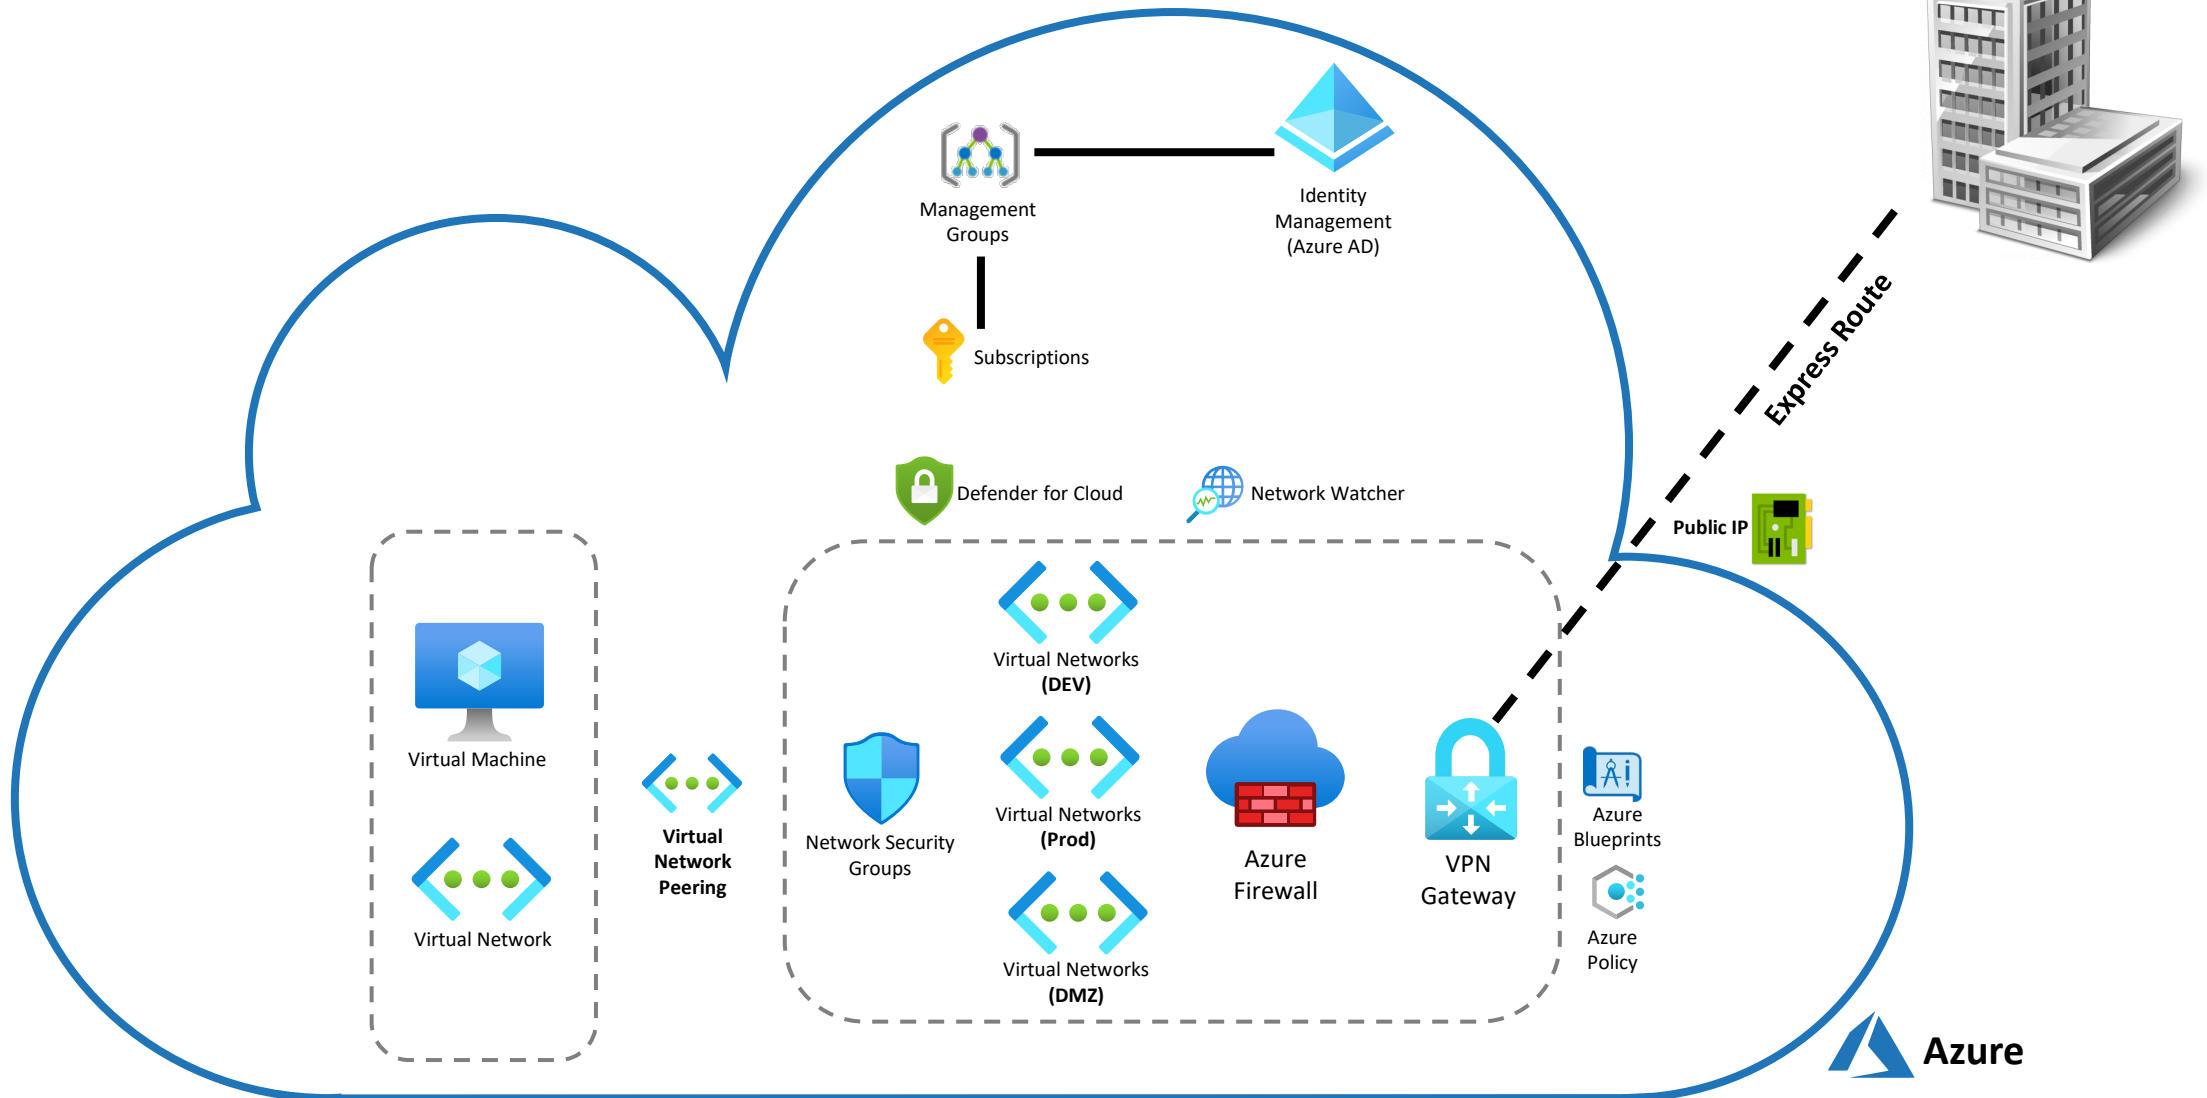 Management
Groups
Identity
Management
(Azure AD)
Subscriptions
Express Route
Defender for Cloud
Network Watcher
Public IP
Virtual Machine
Virtual Network
Virtual
Network
Peering
Network Security
Groups
Virtual Networks
(DEV)
Virtual Networks
(Prod)
Virtual Networks
(DMZ)
Azure
Firewall
VPN
Gateway
Azure
Blueprints
Azure
Policy
Azure